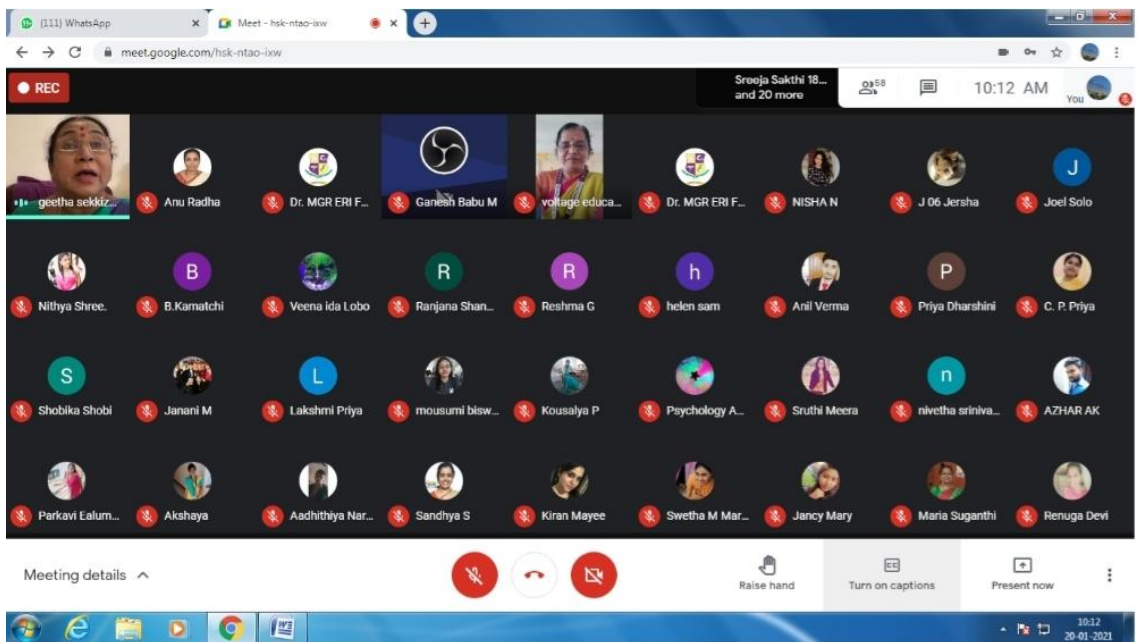 (111) WhatsApp
Meet - hsk-ntao-ixw
meet.google.com/hsk-ntao-ixw
REC
Sreeja Sakthi 18...
and 20 more
58
10:12 AM
You
geetha sekkiz...
Anu Radha
Dr. MGR ERI F...
Ganesh Babu M
voltage educa...
Dr. MGR ERI F...
NISHA N
J 06 Jersha
J
Joel Solo
Nithya Shree.
B
B.Kamatchi
Veena ida Lobo
R
Ranjana Shan...
R
Reshma G
h
helen sam
Anil Verma
P
Priya Dharshini
C. P. Priya
S
Shobika Shobi
Janani M
L
Lakshmi Priya
mousumi bisw...
Kousalya P
Psychology A...
Sruthi Meera
n
nivetha sriniva...
AZHAR AK
Parkavi Ealum...
Akshaya
Aadhithiya Nar...
Sandhya S
Kiran Mayee
Swetha M Mar...
Jancy Mary
Maria Suganthi
Renuga Devi
Meeting details
Raise hand
CC
Turn on captions
Present now
W
10:12
20-01-2021